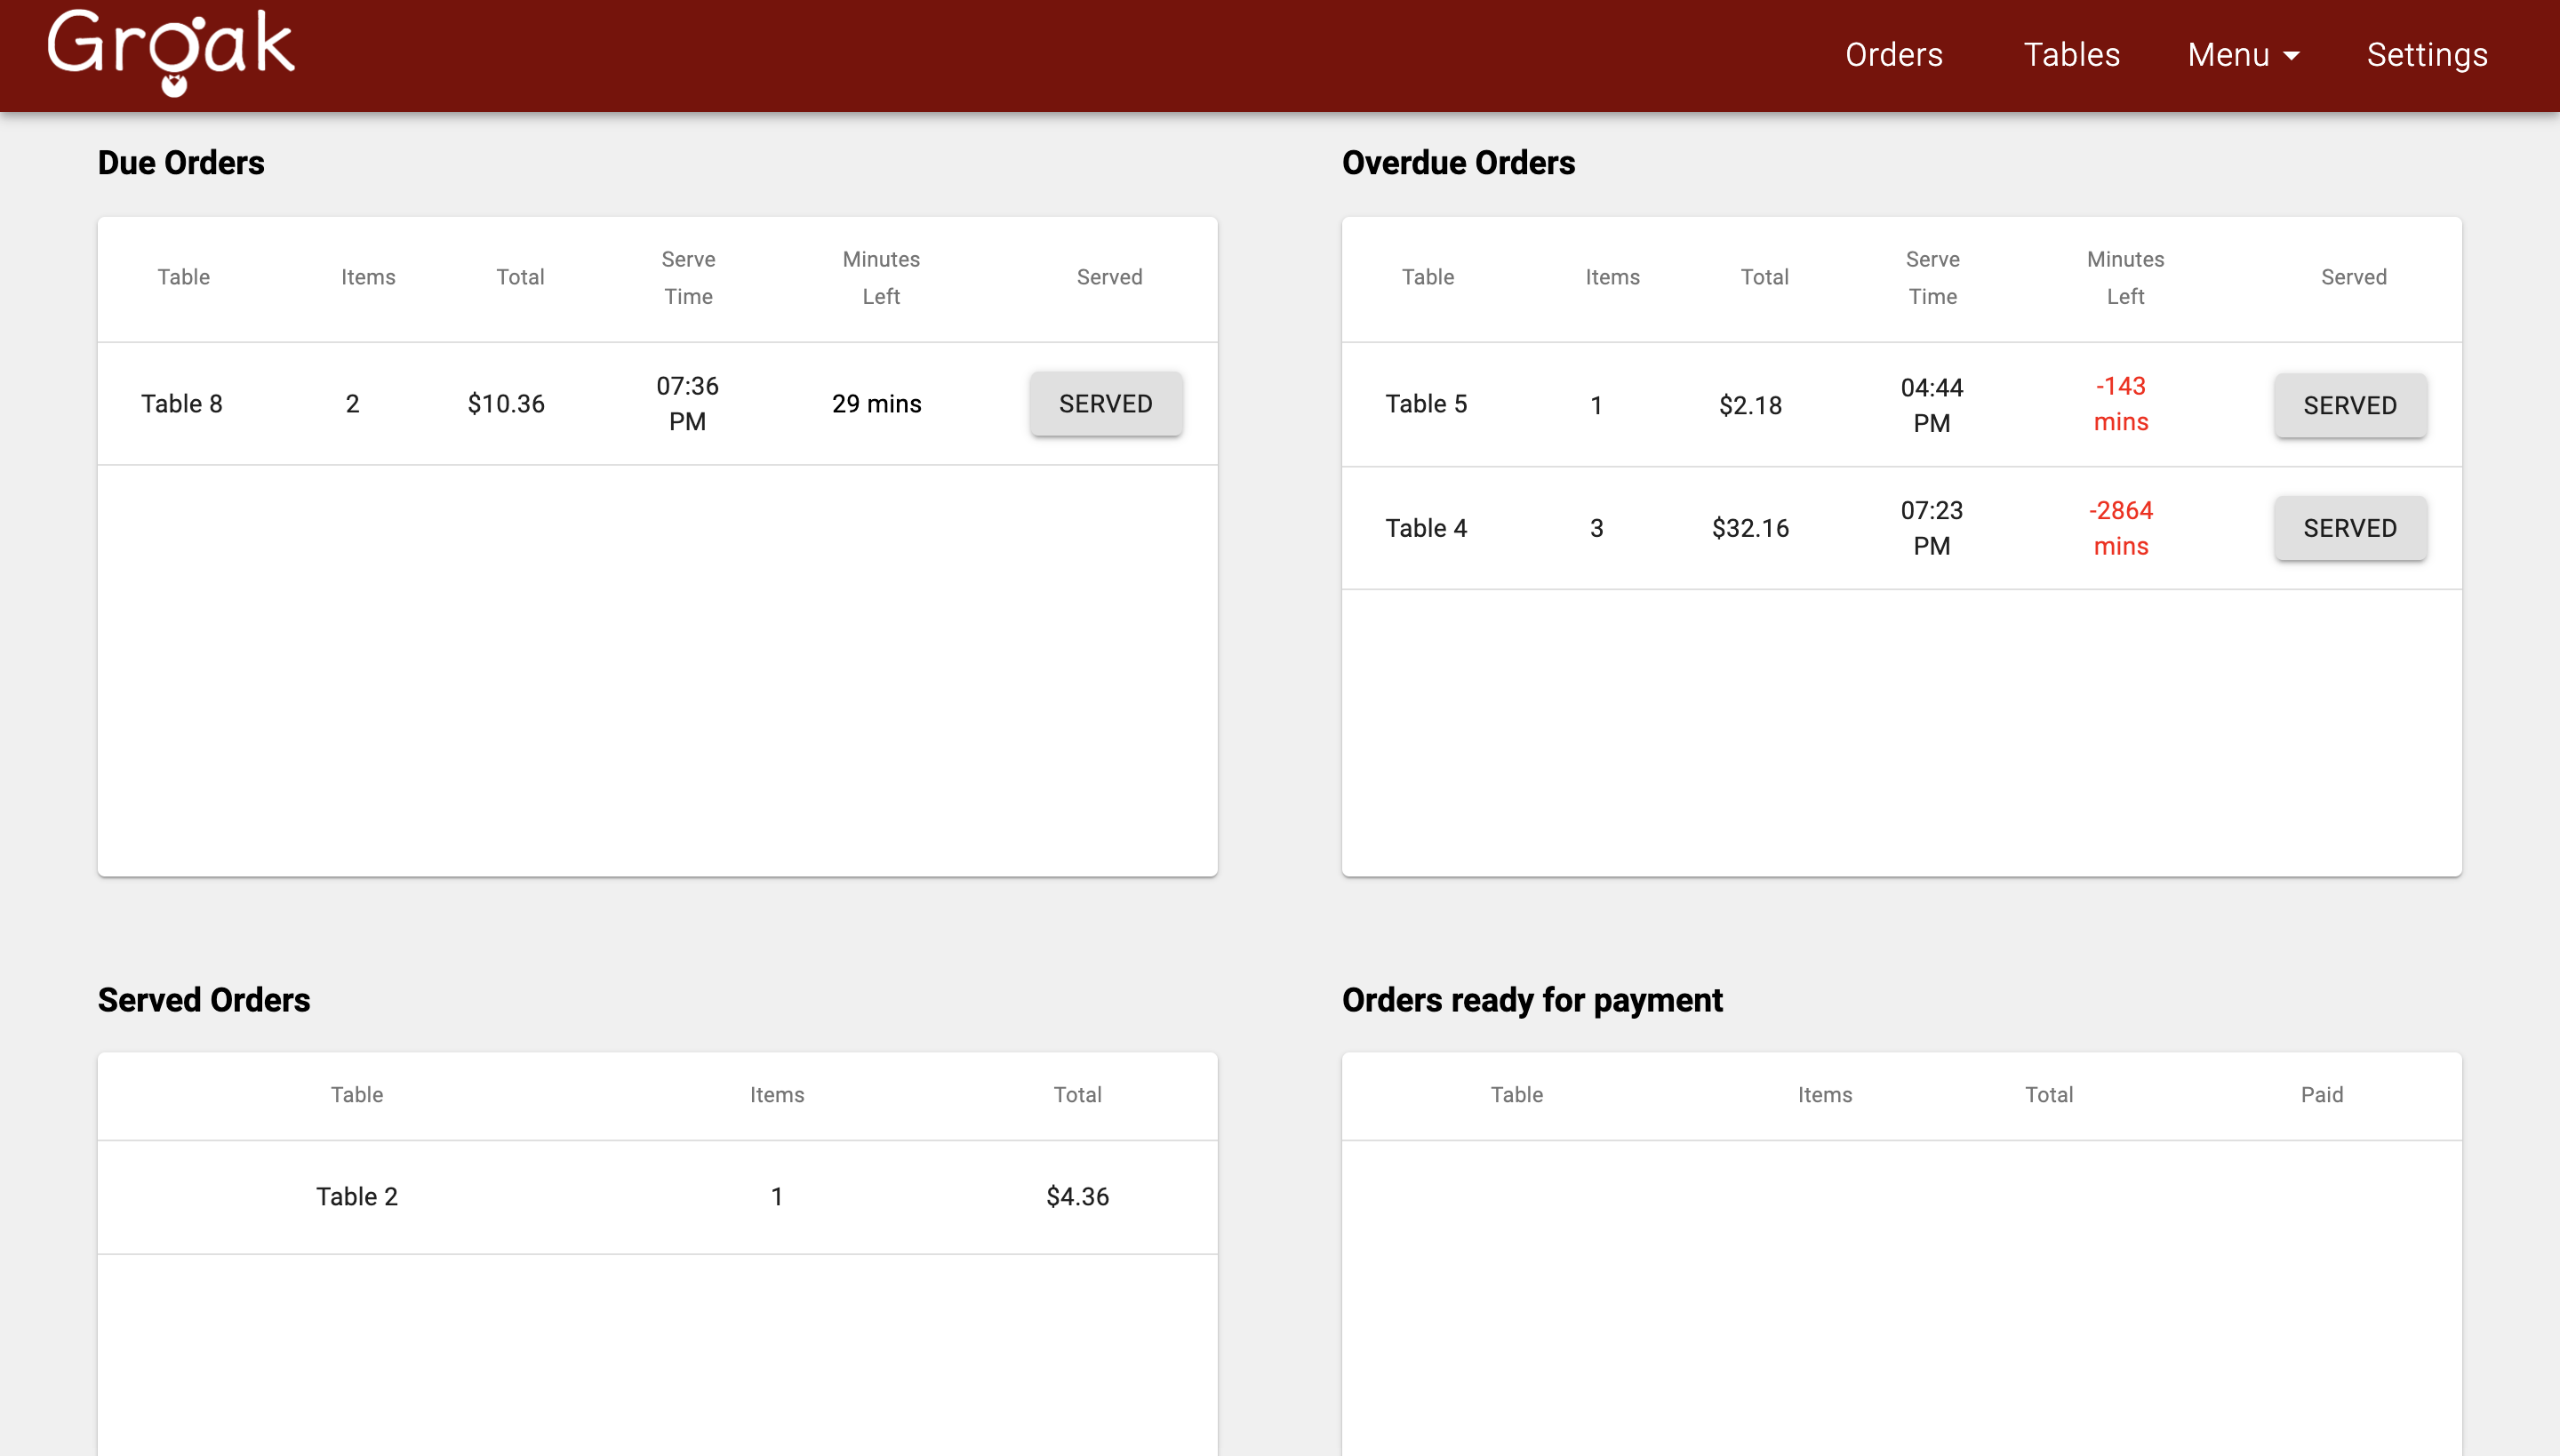 Groak
Orders Tables Menu Settings
Due Orders
Table Items Total Serve Time Minutes Left Served
Table 8 2 $10.36 07:36 PM 29 mins SERVED
Overdue Orders
Table Items Total Serve Time Minutes Left Served
Table 5 1 $2.18 04:44 PM -143 mins SERVED
Table 4 3 $32.16 07:23 PM -2864 mins SERVED
Served Orders
Table Items Total
Table 2 1 $4.36
Orders ready for payment
Table Items Total Paid